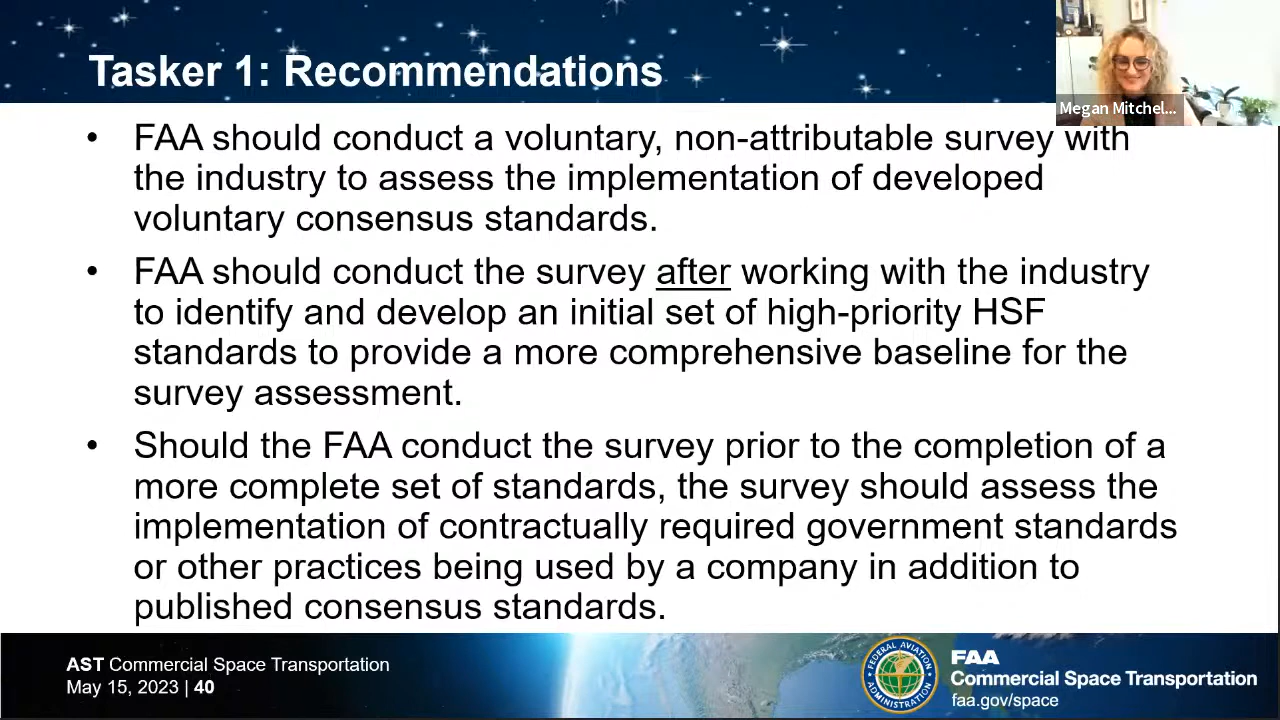 Tasker 1: Recommendations
Megan Mitchel...
• FAA should conduct a voluntary, non-attributable survey with
the industry to assess the implementation of developed
voluntary consensus standards.
• FAA should conduct the survey after working with the industry
to identify and develop an initial set of high-priority HSF
standards to provide a more comprehensive baseline for the
survey assessment.
• Should the FAA conduct the survey prior to the completion of a
more complete set of standards, the survey should assess the
implementation of contractually required government standards
or other practices being used by a company in addition to
published consensus standards.
AST Commercial Space Transportation
May 15, 2023 | 40
FEDERAL AVIATION
ADMINISTRATION
FAA
Commercial Space Transportation
faa.gov/space